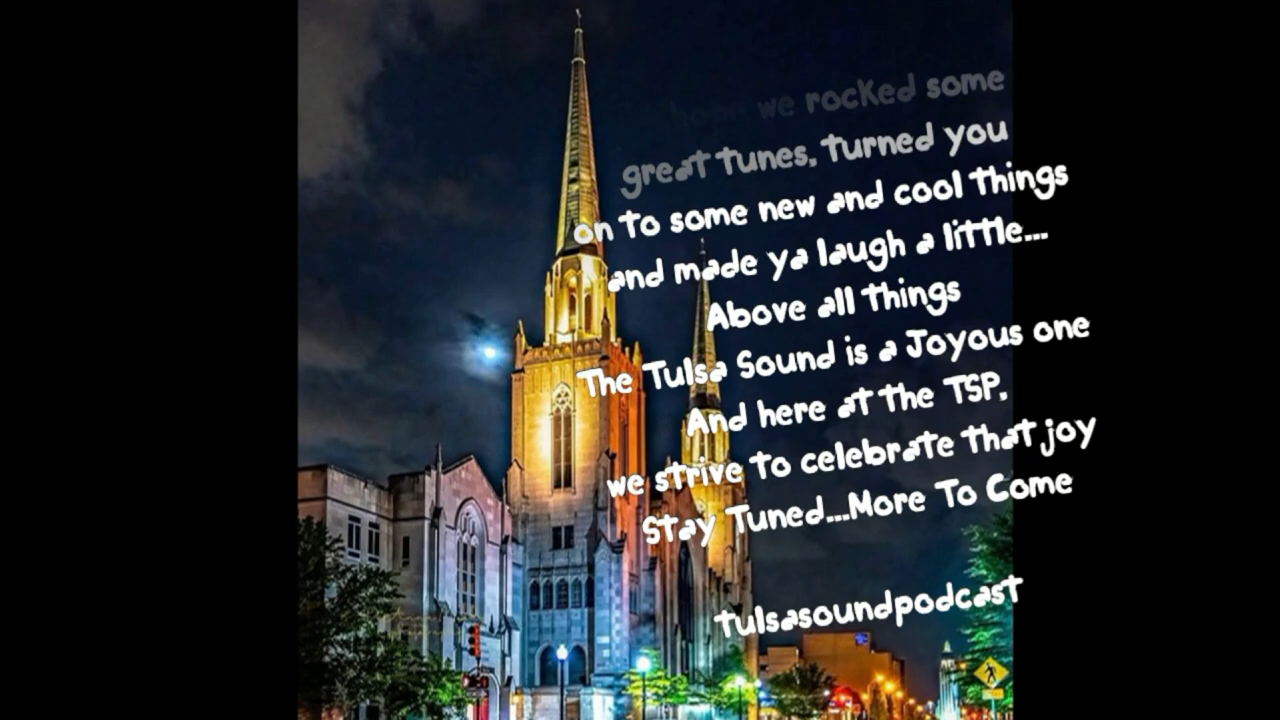 hope we rocked some
great tunes, turned you
on to some new and cool things
and made ya laugh a little...
Above all things
The Tulsa Sound is a Joyous one
And here at the TSP,
we strive to celebrate that joy
Stay Tuned...More To Come
tulsasoundpodcast